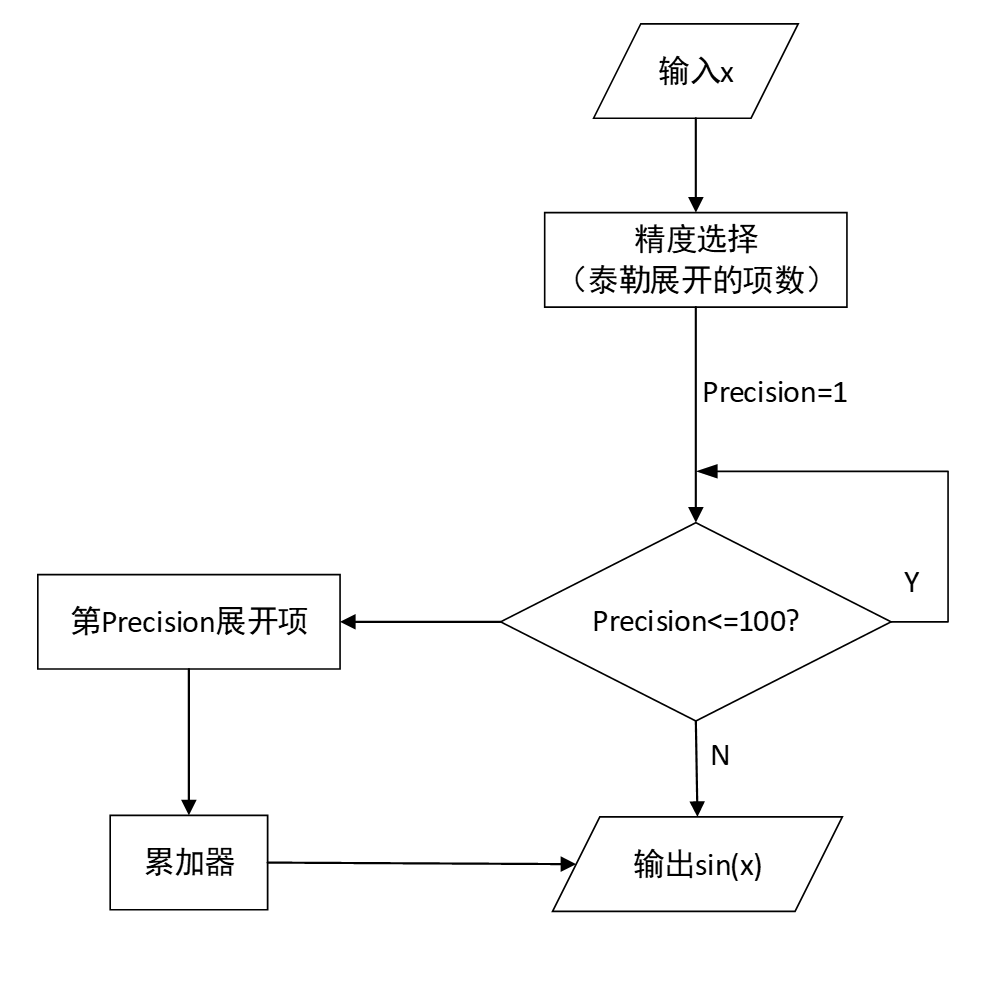 输入x
精度选择
（泰勒展开的项数）
Precision=1
Precision<=100?
Y
第Precision展开项
N
累加器
输出sin(x)